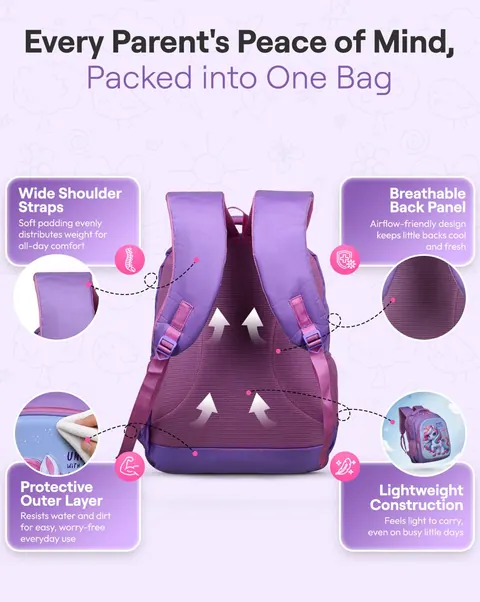 Every Parent's Peace of Mind,
Packed into One Bag
Wide Shoulder
Straps
Soft padding evenly
distributes weight for
all-day comfort
Breathable
Back Panel
Airflow-friendly design
keeps little backs cool
and fresh
UN
WITH
Protective
Outer Layer
Resists water and dirt
for easy, worry-free
everyday use
Lightweight
Construction
Feels light to carry,
even on busy little days